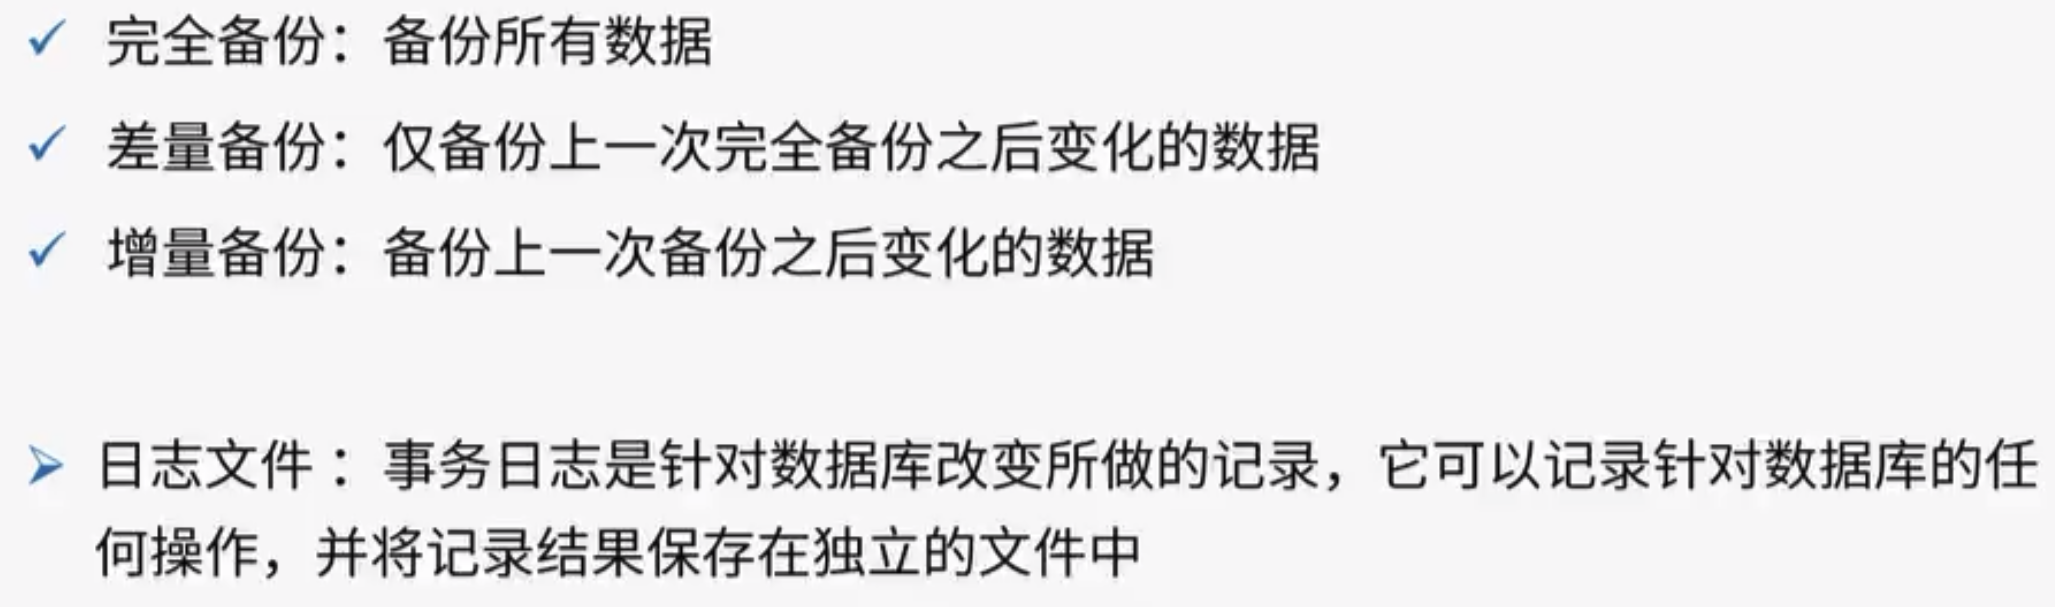 ✓ 完全备份：备份所有数据
✓ 差量备份：仅备份上一次完全备份之后变化的数据
✓ 增量备份：备份上一次备份之后变化的数据
➢ 日志文件 ：事务日志是针对数据库改变所做的记录，它可以记录针对数据库的任
何操作，并将记录结果保存在独立的文件中